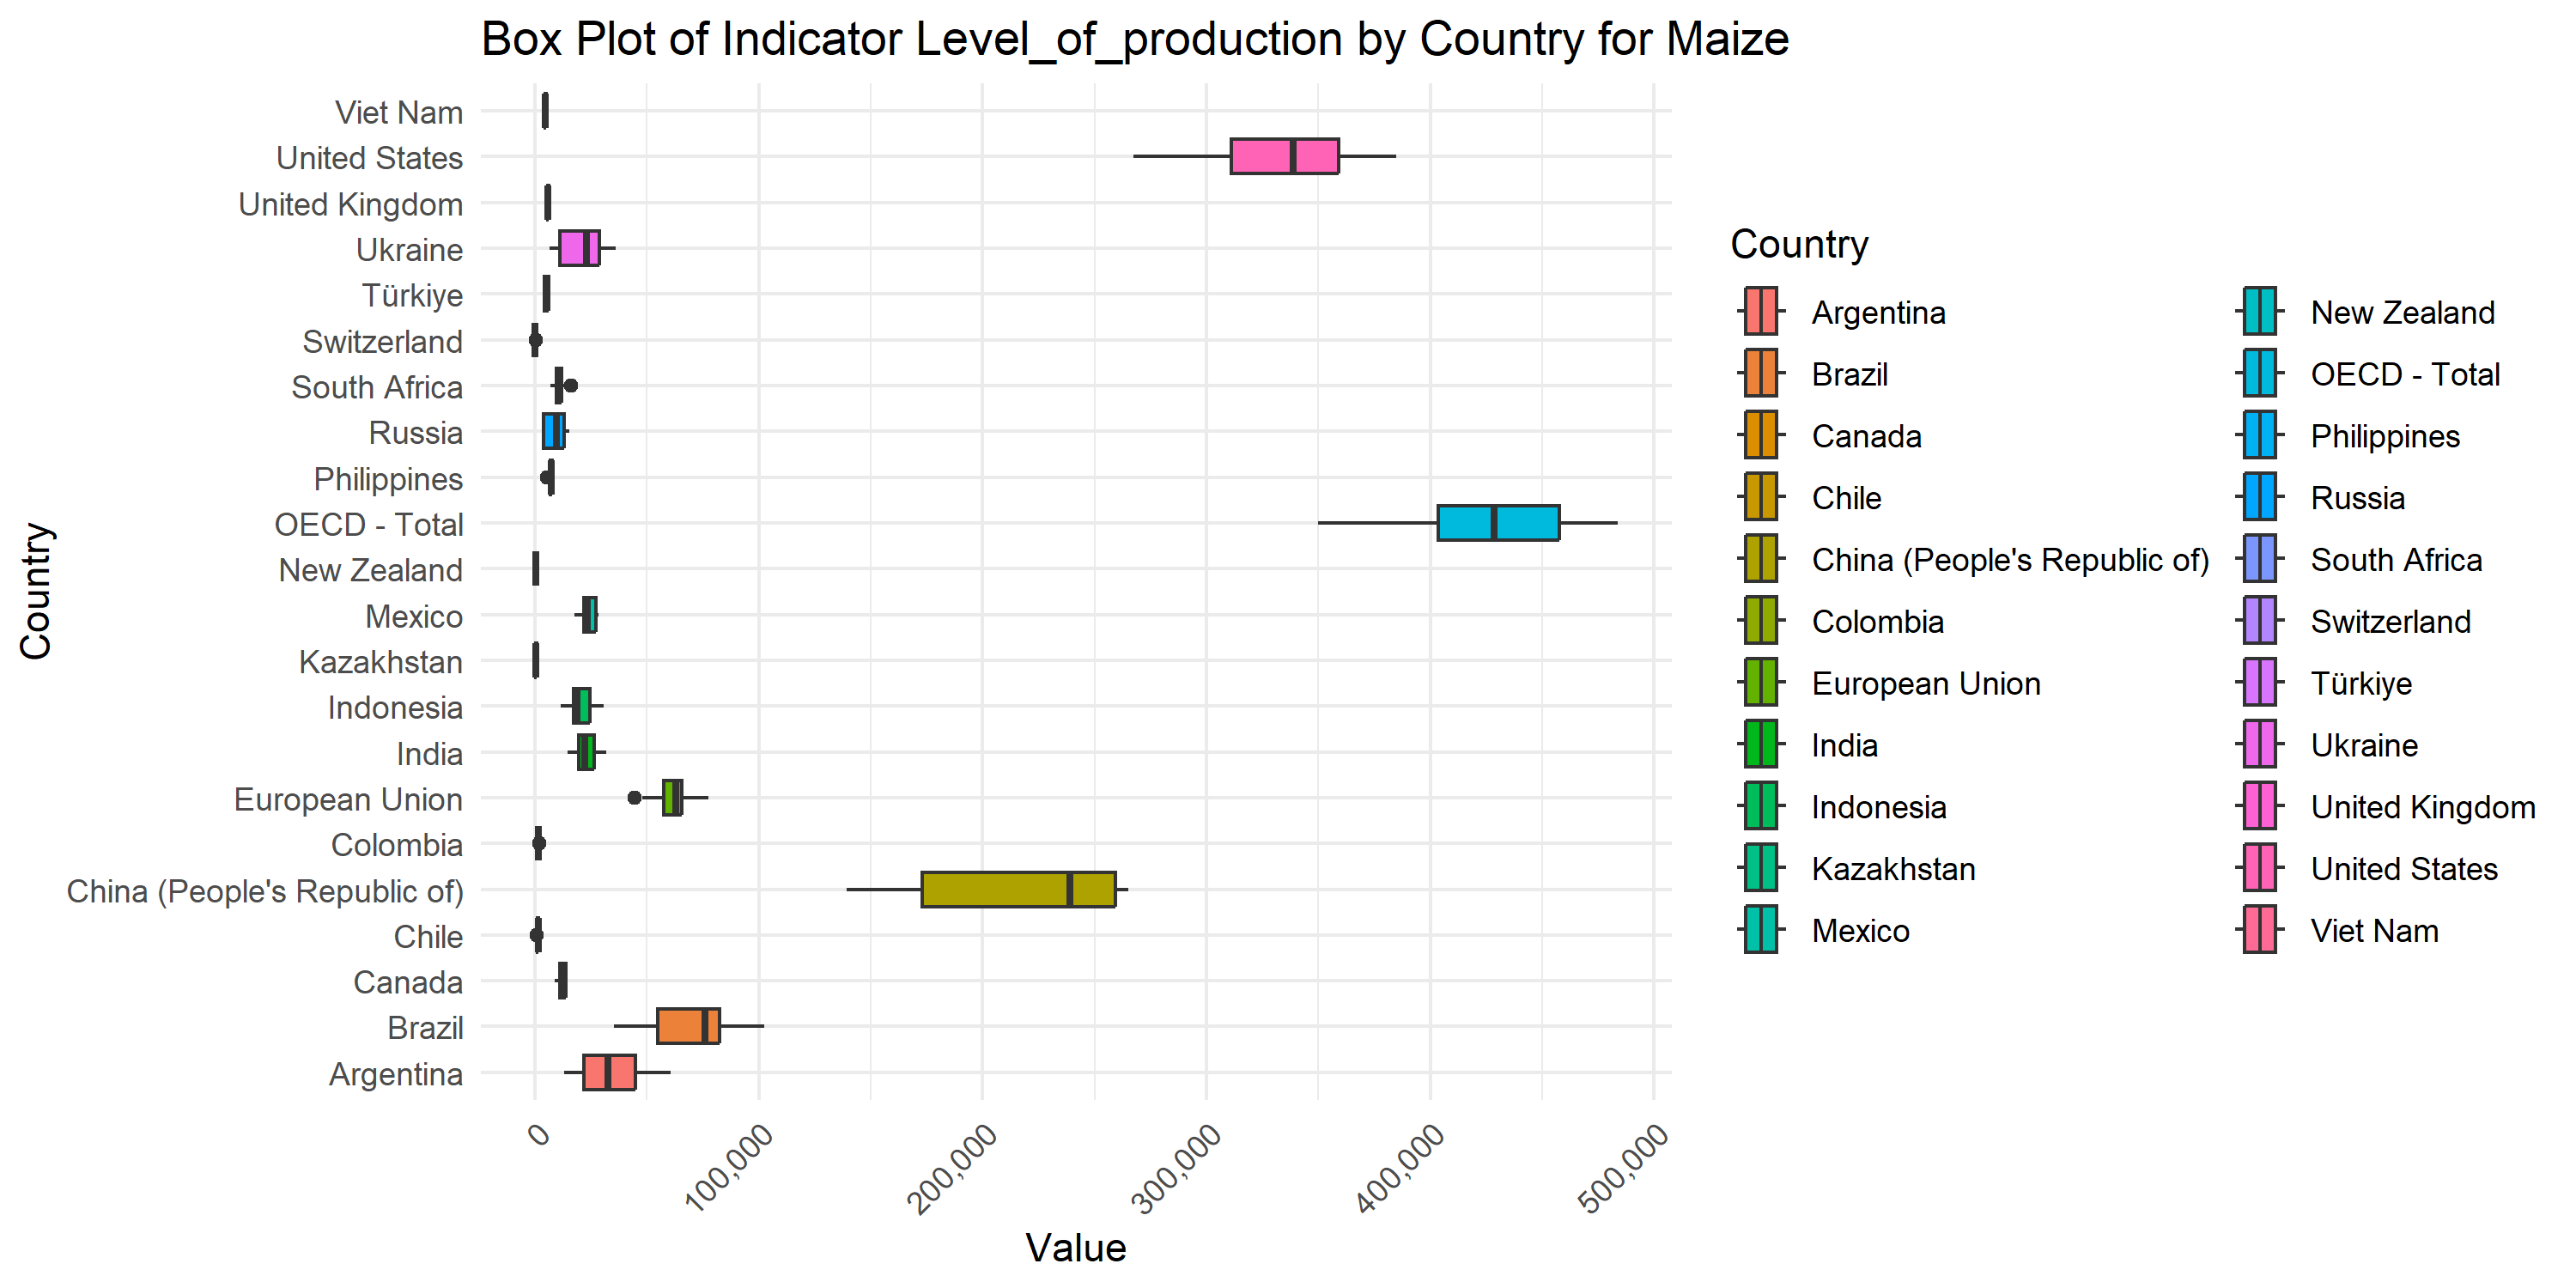 Box Plot of Indicator Level_of_production by Country for Maize
Country
Viet Nam
United States
United Kingdom
Ukraine
Türkiye
Switzerland
South Africa
Russia
Philippines
OECD - Total
New Zealand
Mexico
Kazakhstan
Indonesia
India
European Union
Colombia
China (People's Republic of)
Chile
Canada
Brazil
Argentina
0
100,000
200,000
300,000
400,000
500,000
Value
Country
Argentina
Brazil
Canada
Chile
China (People's Republic of)
Colombia
European Union
India
Indonesia
Kazakhstan
Mexico
New Zealand
OECD - Total
Philippines
Russia
South Africa
Switzerland
Türkiye
Ukraine
United Kingdom
United States
Viet Nam